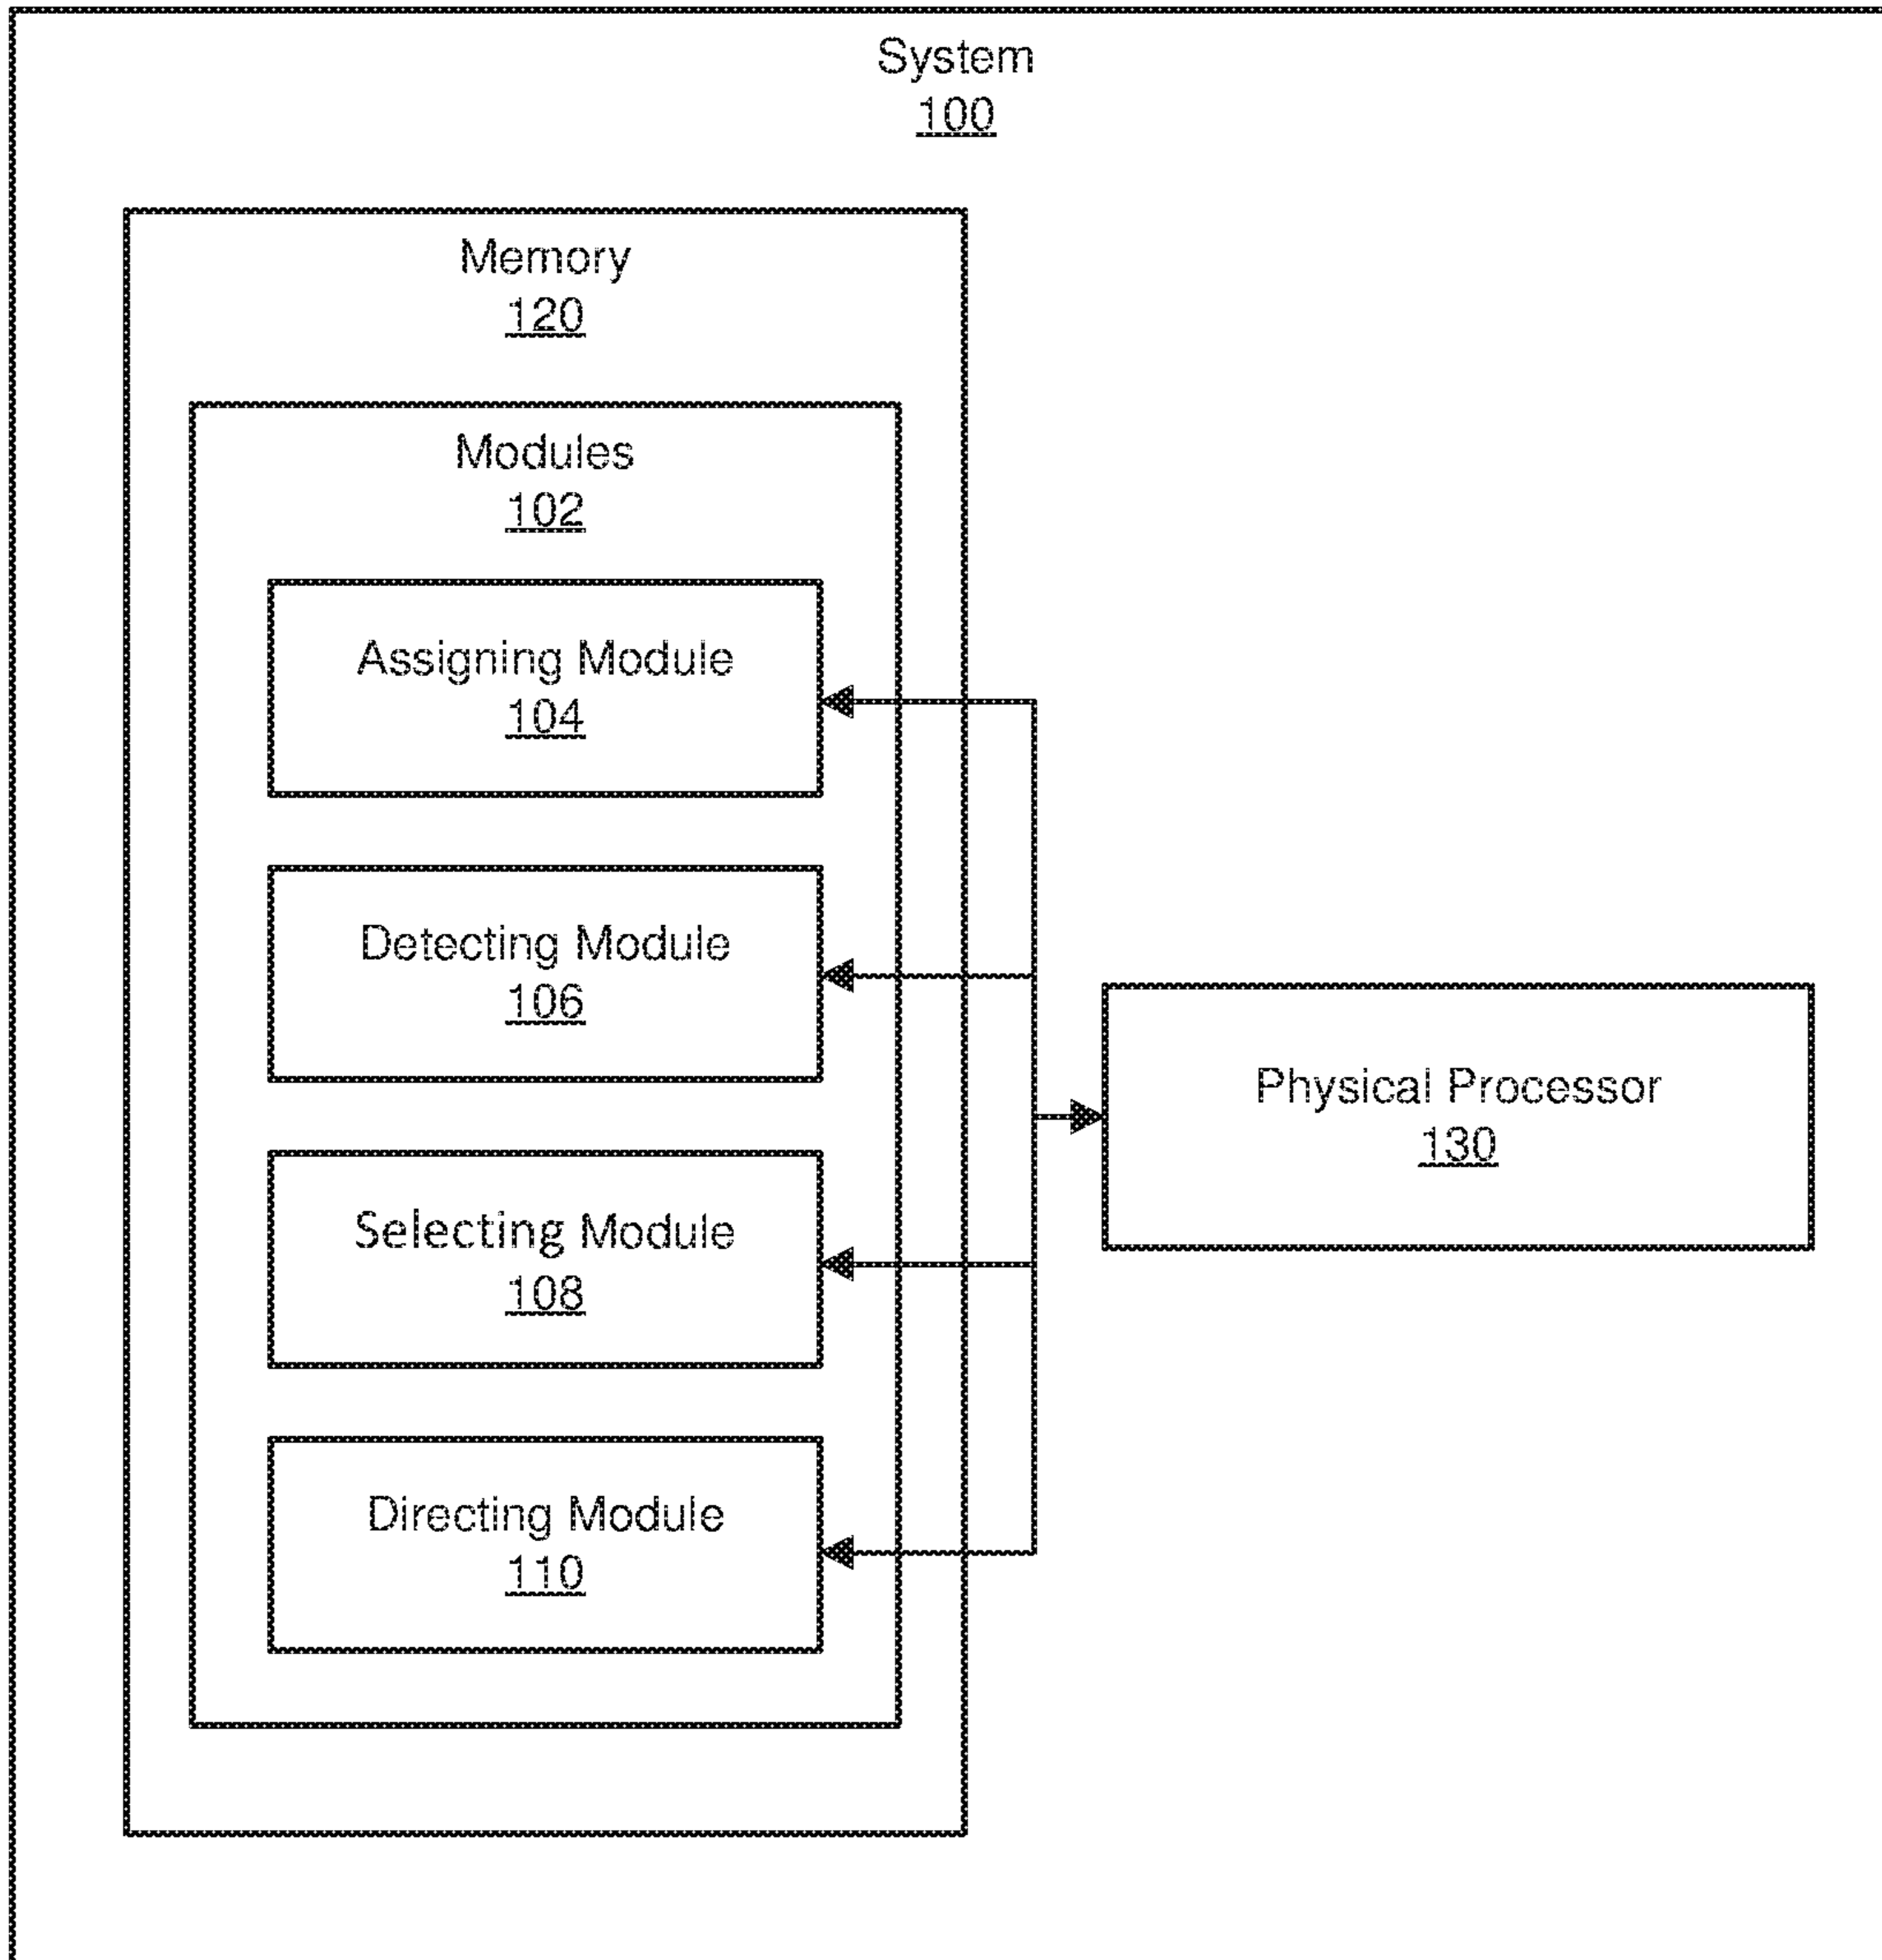 System
100
Memory
120
Modules
102
Assigning Module
104
Detecting Module
106
Physical Processor
130
Selecting Module
108
Directing Module
110